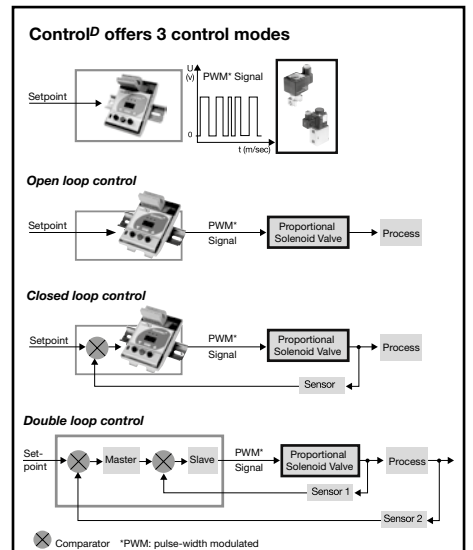 ControlD offers 3 control modes
Setpoint
U
(v)
PWM* Signal
0
t (m/sec)
Open loop control
Setpoint
PWM*
Signal
Proportional
Solenoid Valve
Process
Closed loop control
Setpoint
PWM*
Signal
Proportional
Solenoid Valve
Process
Sensor
Double loop control
Set-
point
Master
Slave
PWM*
Signal
Proportional
Solenoid Valve
Process
Sensor 1
Sensor 2
Comparator *PWM: pulse-width modulated